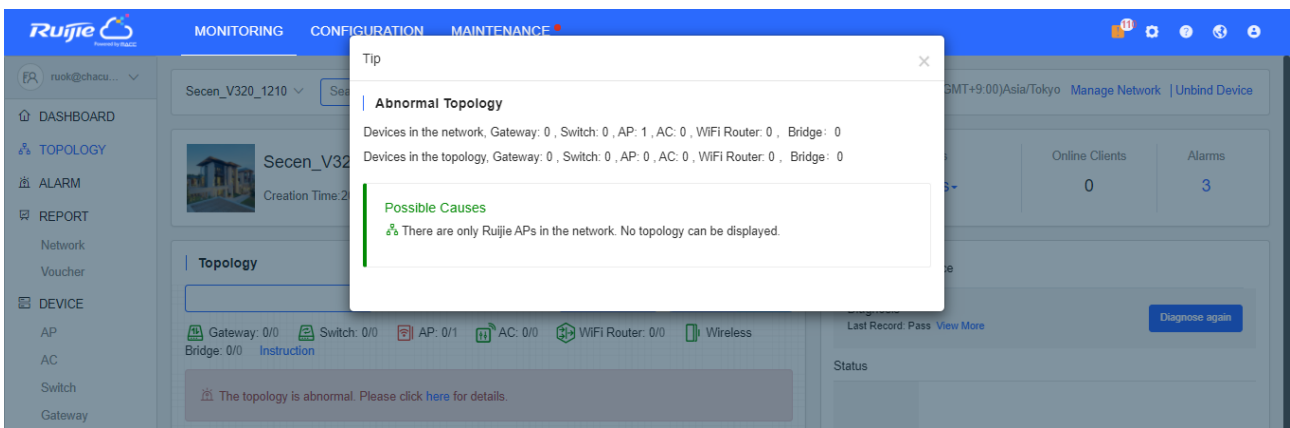 Ruijie
Powered by RIACC
MONITORING CONFIGURATION MAINTENANCE
ruok@chacu...
Secen_V320_1210
Sea
GMT+9:00)Asia/Tokyo Manage Network | Unbind Device
DASHBOARD
TOPOLOGY
ALARM
REPORT
Network
Voucher
DEVICE
AP
AC
Switch
Gateway
Secen_V32
Creation Time:2
Online Clients
0
Alarms
3
Tip
Abnormal Topology
Devices in the network, Gateway: 0 , Switch: 0 , AP: 1 , AC: 0 , WiFi Router: 0 , Bridge: 0
Devices in the topology, Gateway: 0 , Switch: 0 , AP: 0 , AC: 0 , WiFi Router: 0 , Bridge: 0
Possible Causes
There are only Ruijie APs in the network. No topology can be displayed.
Topology
Gateway: 0/0 Switch: 0/0 AP: 0/1 AC: 0/0 WiFi Router: 0/0 Wireless
Bridge: 0/0 Instruction
The topology is abnormal. Please click here for details.
Last Record: Pass View More
Diagnose again
Status